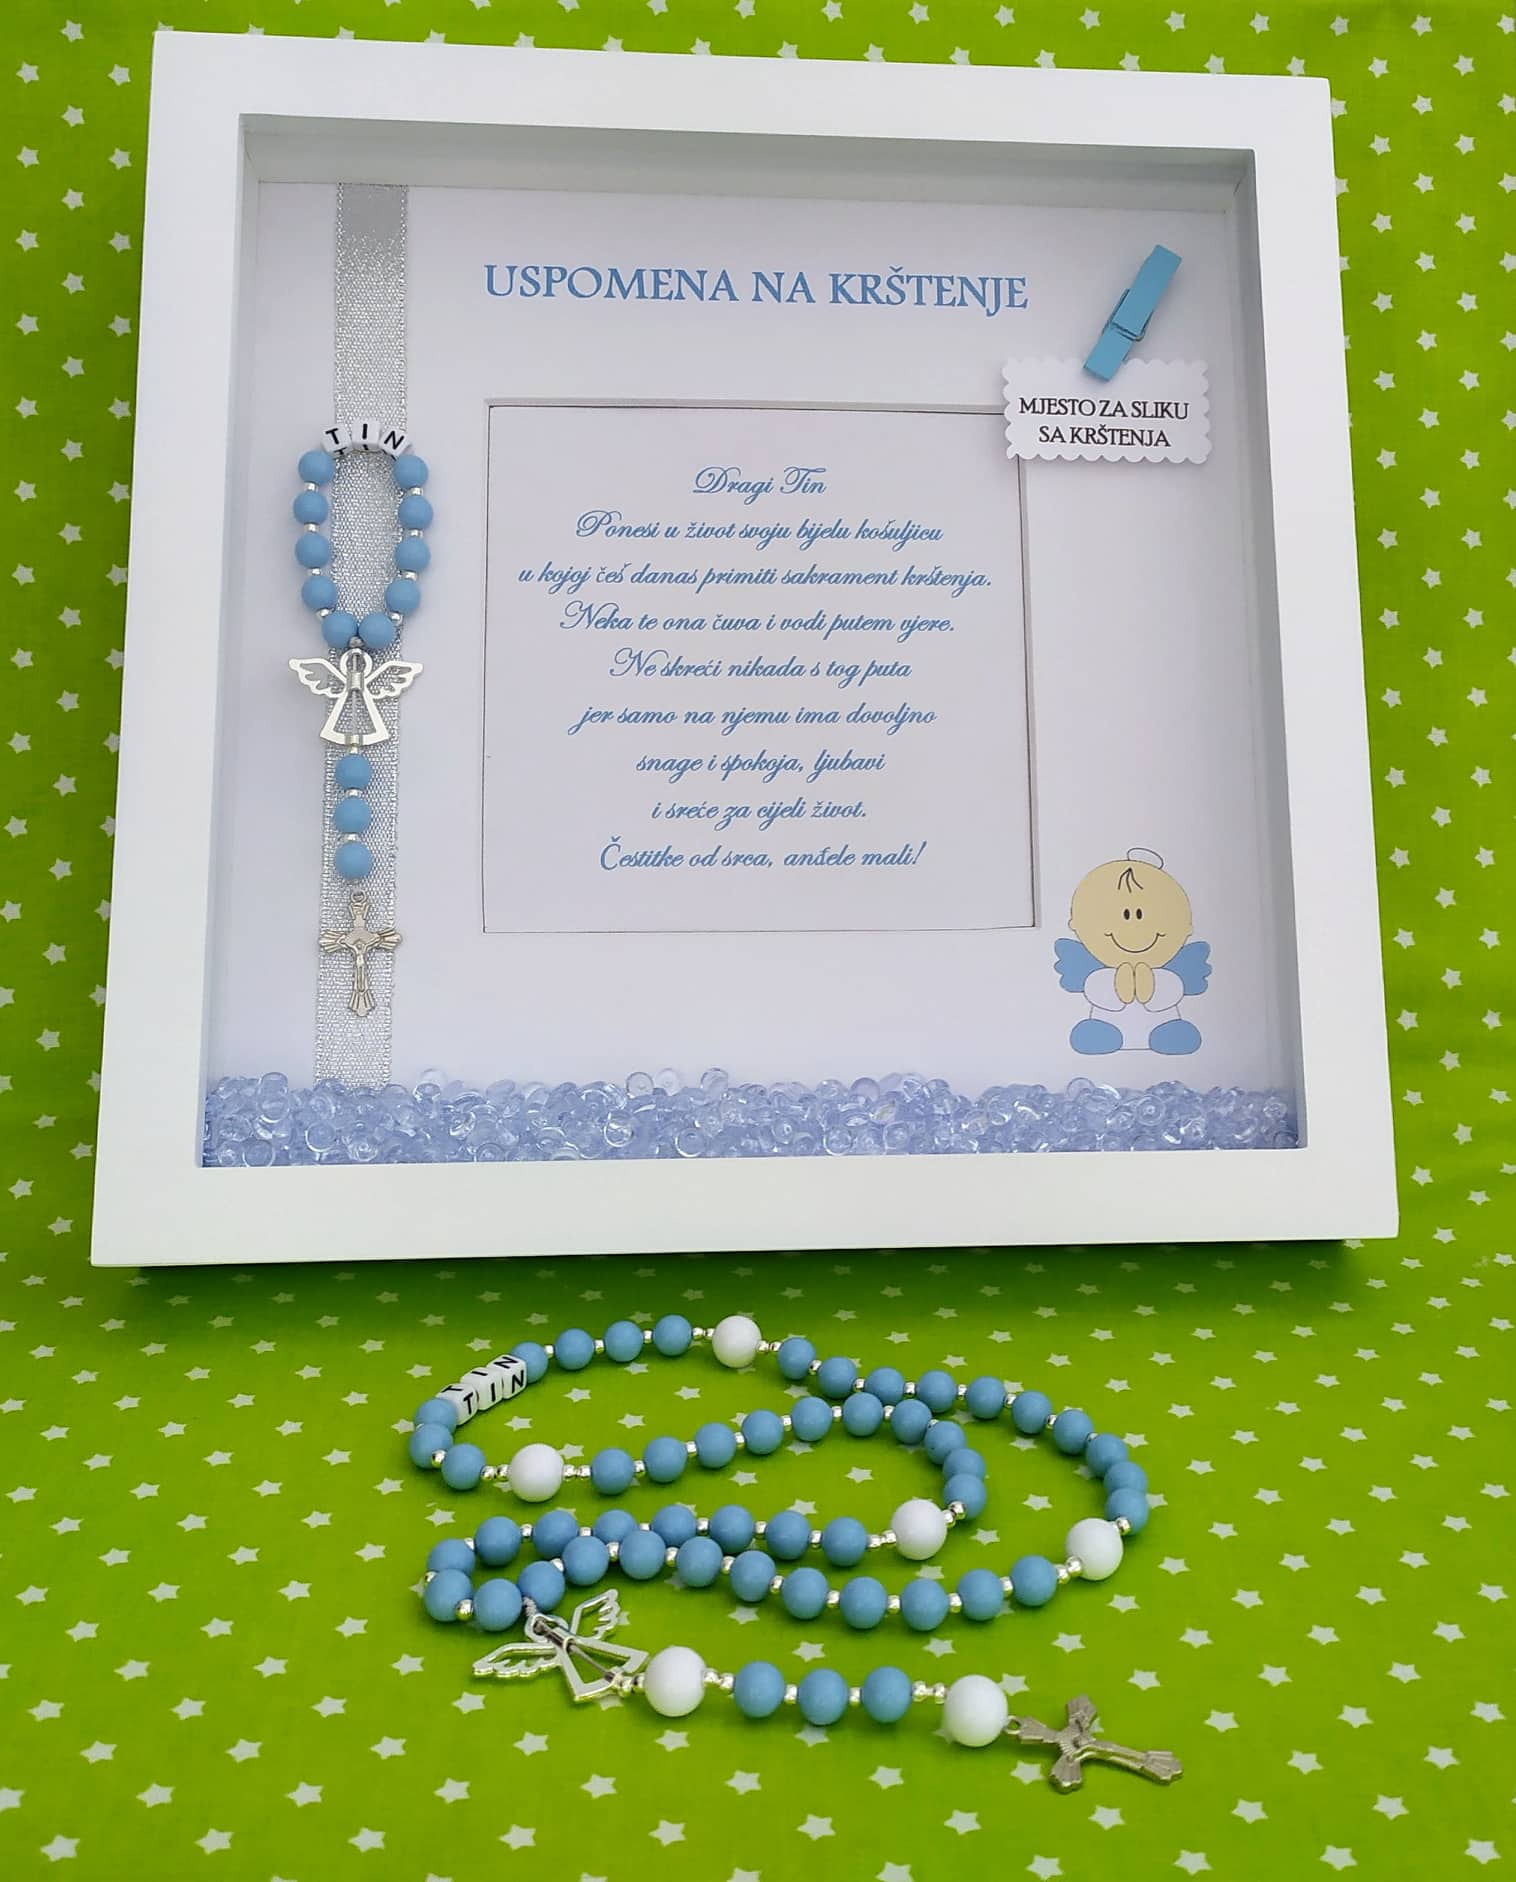 USPOMENA NA KRŠTENJE
MJESTO ZA SLIKU
SA KRŠTENJA
TIN
Dragi Tin
Ponesi u život svoju bijelu košuljicu
u kojoj češ danas primiti sakrament krštenja.
Neka te ona čuva i vodi putem vjere.
Ne skreći nikada s tog puta
jer samo na njemu ima dovoljno
snage i spokoja, ljubavi
i sreće za cijeli život.
Čestitke od srca, anđele mali!
TIN
TIN